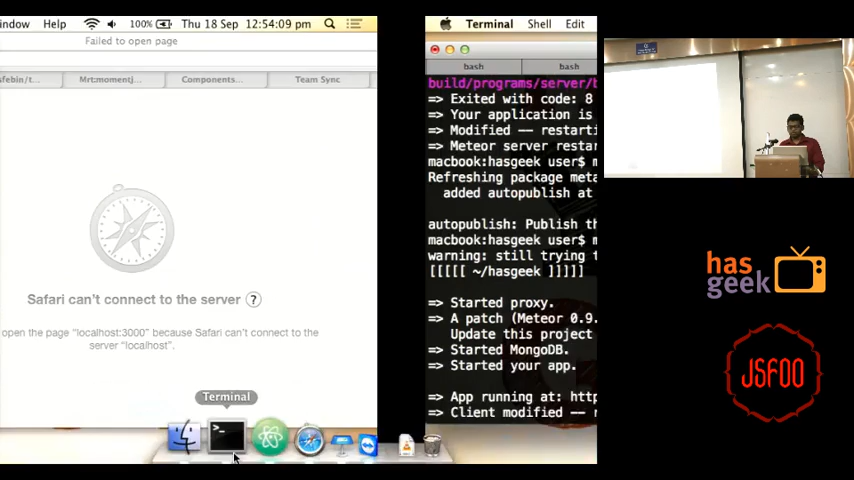 indow Help 100% Thu 18 Sep 12:54:09 pm
Failed to open page
sfebin/t... Mrt:momentj... Components... Team Sync
Safari can't connect to the server ?
open the page "localhost:3000" because Safari can't connect to the
server "localhost".
Terminal
Terminal Shell Edit
bash bash
build/programs/server/b
=> Exited with code: 8
=> Your application is
=> Modified -- restarti
=> Meteor server restar
macbook:hasgeek user$ m
Refreshing package meta
added autopublish at
autopublish: Publish th
macbook:hasgeek user$ m
warning: still trying t
[[[[[ ~/hasgeek ]]]]]
=> Started proxy.
=> A patch (Meteor 0.9.
Update this project
=> Started MongoDB.
=> Started your app.
=> App running at: http
=> Client modified -- r
has
geek
JSFOO